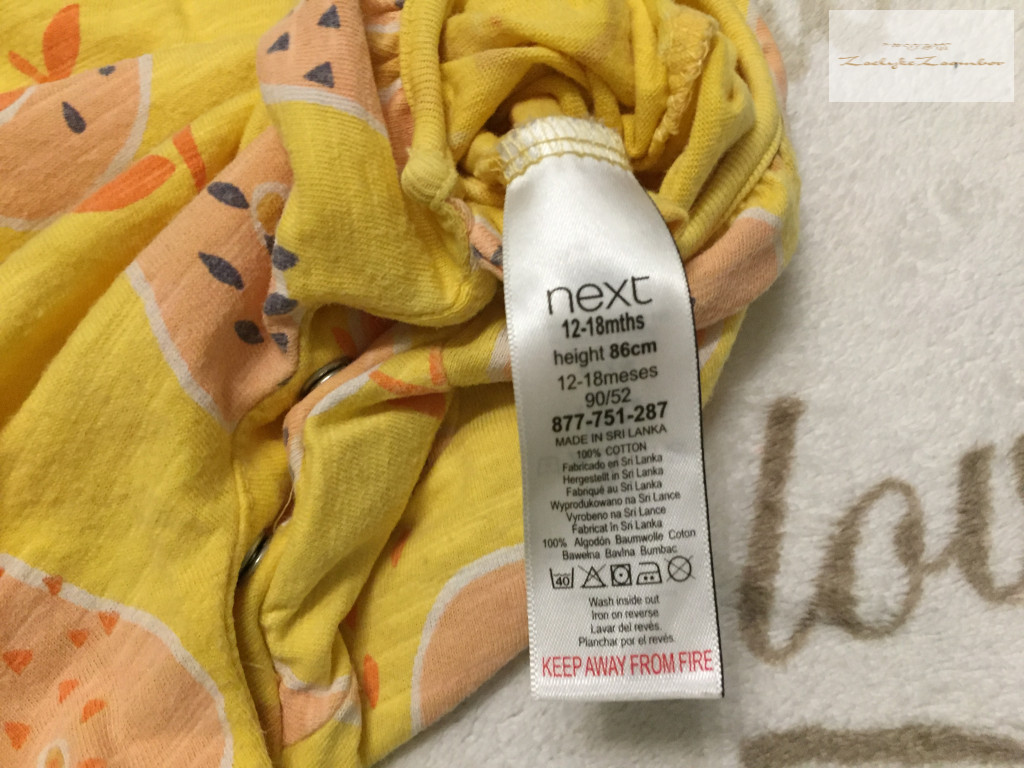 next
12-18mths
height 86cm
12-18meses
90/52
877-751-287
MADE IN SRI LANKA
100% COTTON
Fabricado en Sri Lanka
Hergestellt in Sri Lanka
Fabriqué au Sri Lanka
Wyprodukowano na Sri Lance
Vyrobeno na Sri Lance
Fabricat în Sri Lanka
100% Algodón Baumwolle Coton
Bawełna Bavlna Bumbac
40
Wash inside out
Iron on reverse
Lavar del revés.
Planchar por el revés.
KEEP AWAY FROM FIRE